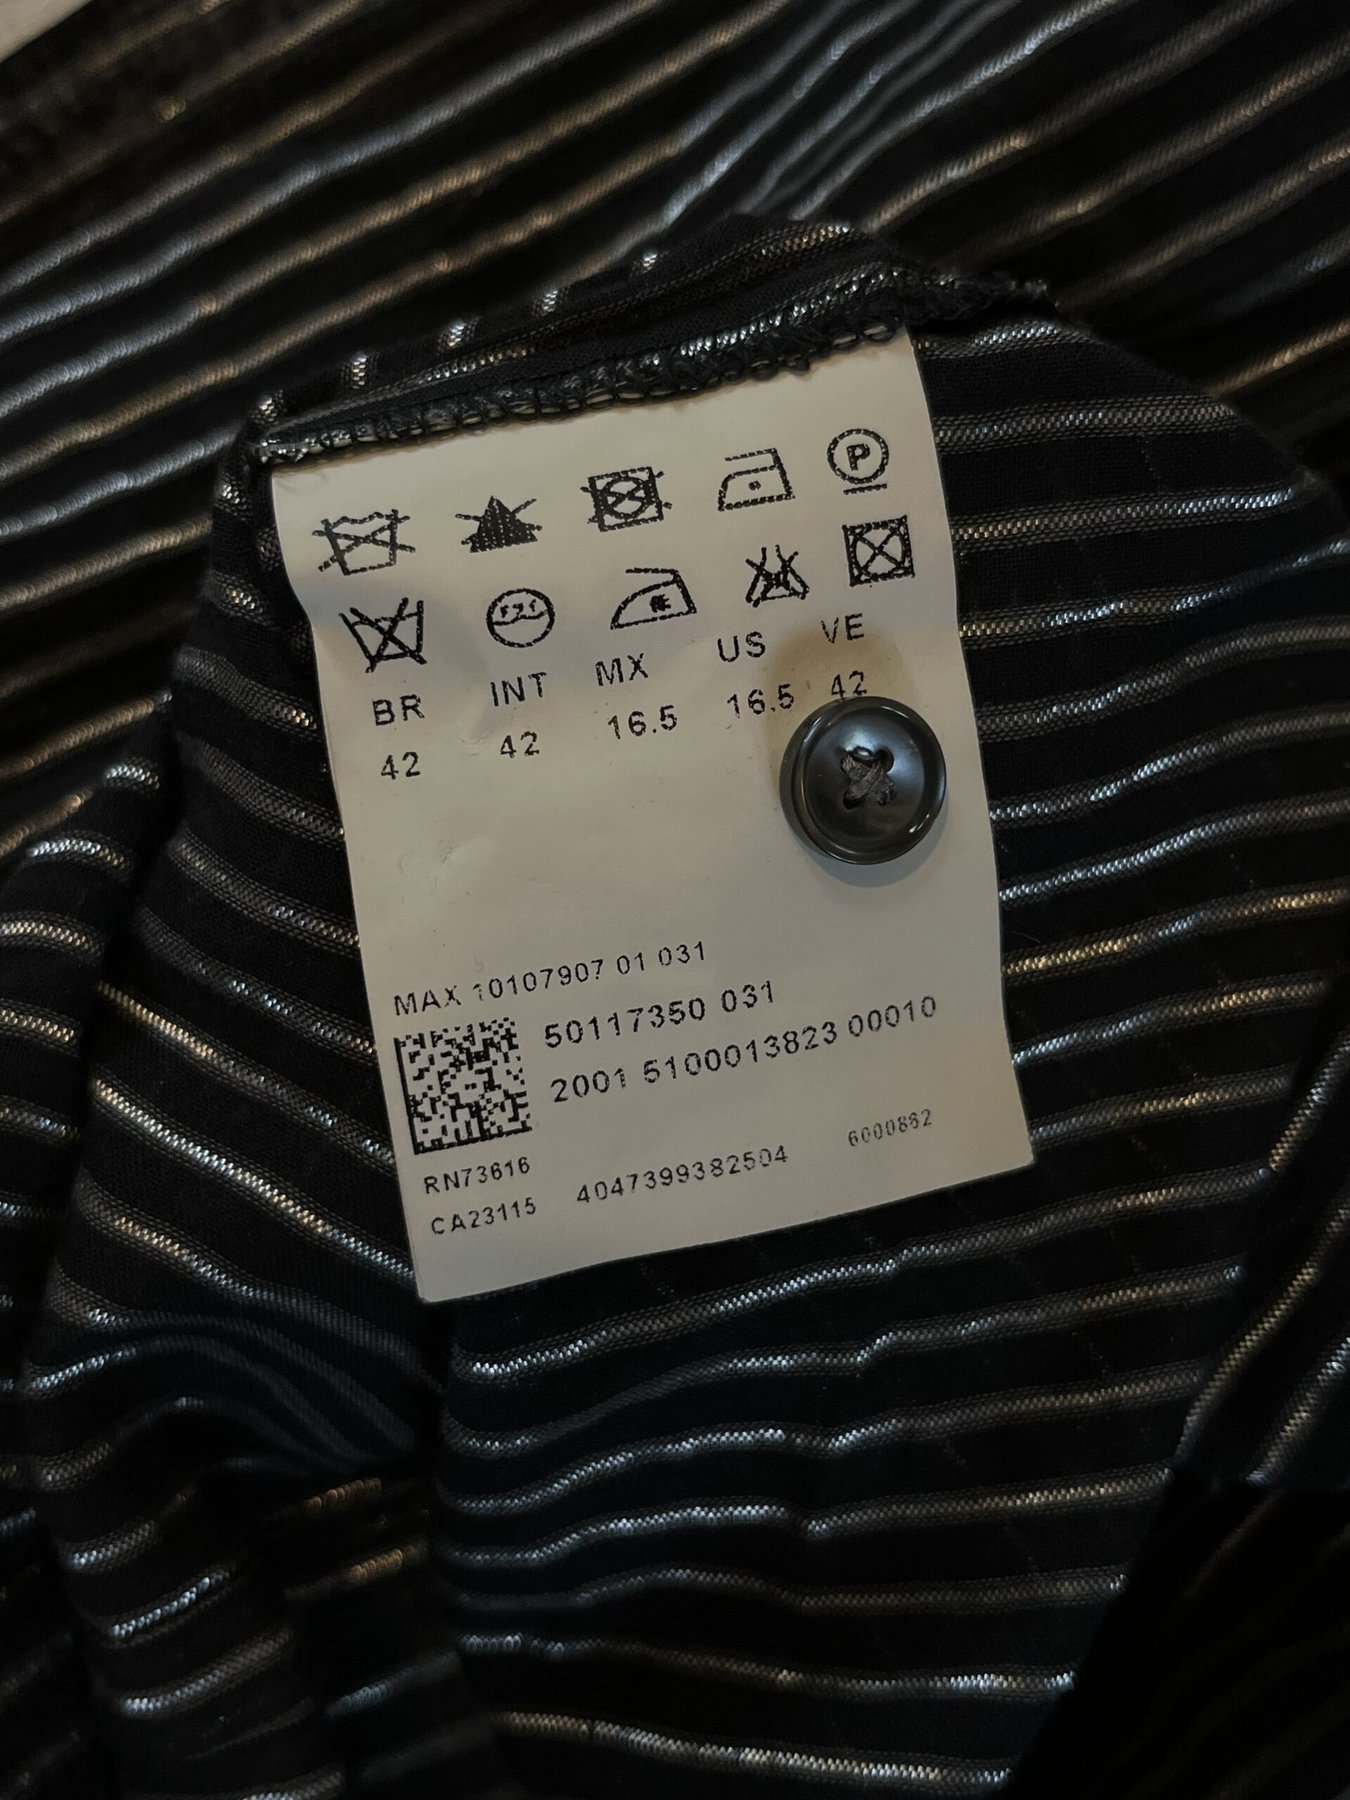 P
BR INT MX US VE
42 42 16.5 16.5 42
MAX 10107907 01 031
50117350 031
2001 5100013823 00010
RN73616
CA23115 4047399382504 6000862